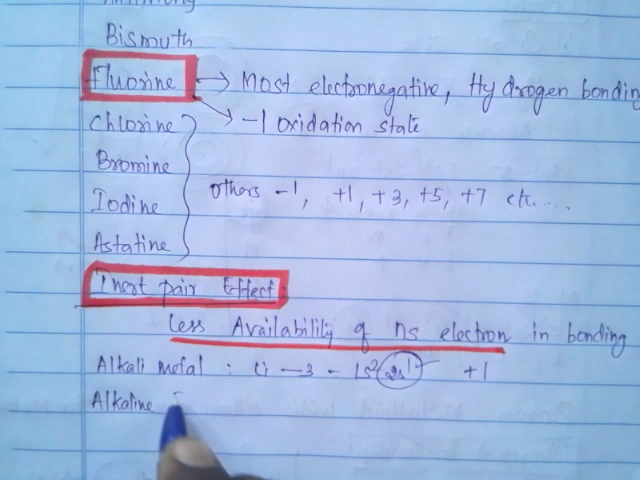 Bismuth
Fluorine → Most electronegative, Hydrogen bondin
→ -1 oxidation state
Chlorine
Bromine
others -1, +1, +3, +5, +7 etc....
Iodine
Astatine
Inert pair Effect:
Less Availability of ns electron in bonding
Alkali metal : Li - 3 - 1s² 2s¹ +1
Alkaline